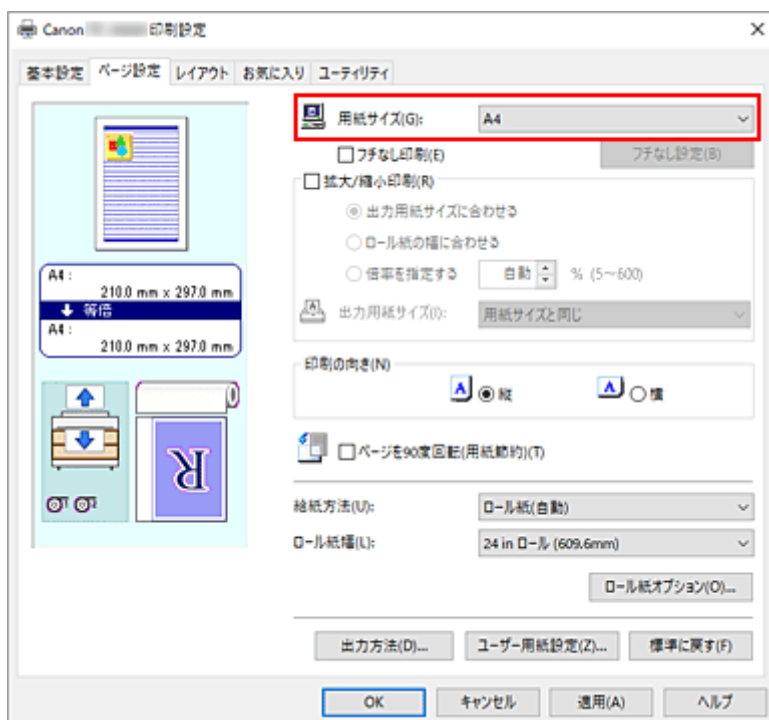 Canon 印刷設定
基本設定 ページ設定 レイアウト お気に入り ユーティリティ
用紙サイズ(G): A4
フチなし印刷(E) フチなし設定(B)
拡大/縮小印刷(R)
出力用紙サイズに合わせる
ロール紙の幅に合わせる
倍率を指定する 自動 % (5～600)
出力用紙サイズ(I): 用紙サイズと同じ
A4 :
210.0 mm x 297.0 mm
等倍
A4 :
210.0 mm x 297.0 mm
印刷の向き(N)
A 縦 A 横
ページを90度回転(用紙節約)(T)
R
給紙方法(U): ロール紙(自動)
ロール紙幅(L): 24 in ロール (609.6mm)
ロール紙オプション(O)...
出力方法(D)... ユーザー用紙設定(Z)... 標準に戻す(F)
OK キャンセル 適用(A) ヘルプ